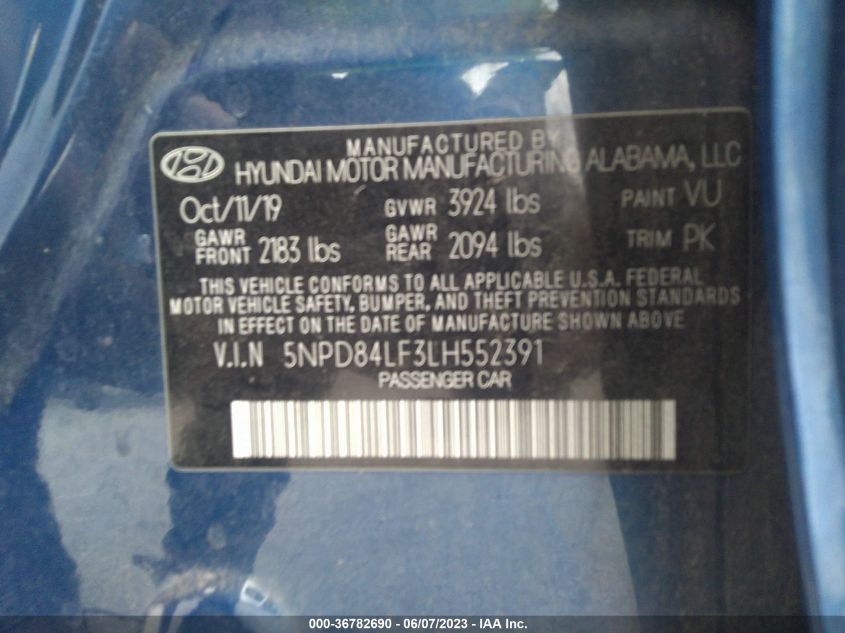 MANUFACTURED BY
HYUNDAI MOTOR MANUFACTURING ALABAMA, LLC
Oct/11/19 GVWR 3924 lbs PAINT VU
GAWR FRONT 2183 lbs GAWR REAR 2094 lbs TRIM PK
THIS VEHICLE CONFORMS TO ALL APPLICABLE U.S.A. FEDERAL
MOTOR VEHICLE SAFETY, BUMPER, AND THEFT PREVENTION STANDARDS
IN EFFECT ON THE DATE OF MANUFACTURE SHOWN ABOVE
V.I.N 5NPD84LF3LH552391
PASSENGER CAR
000-36782690 - 06/07/2023 - IAA Inc.